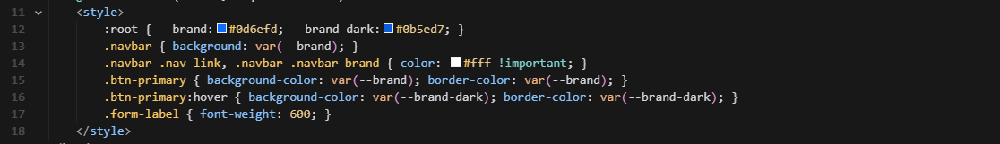 11 <style>
12 :root { --brand: #0d6efd; --brand-dark: #0b5ed7; }
13 .navbar { background: var(--brand); }
14 .navbar .nav-link, .navbar .navbar-brand { color: #fff !important; }
15 .btn-primary { background-color: var(--brand); border-color: var(--brand); }
16 .btn-primary:hover { background-color: var(--brand-dark); border-color: var(--brand-dark); }
17 .form-label { font-weight: 600; }
18 </style>